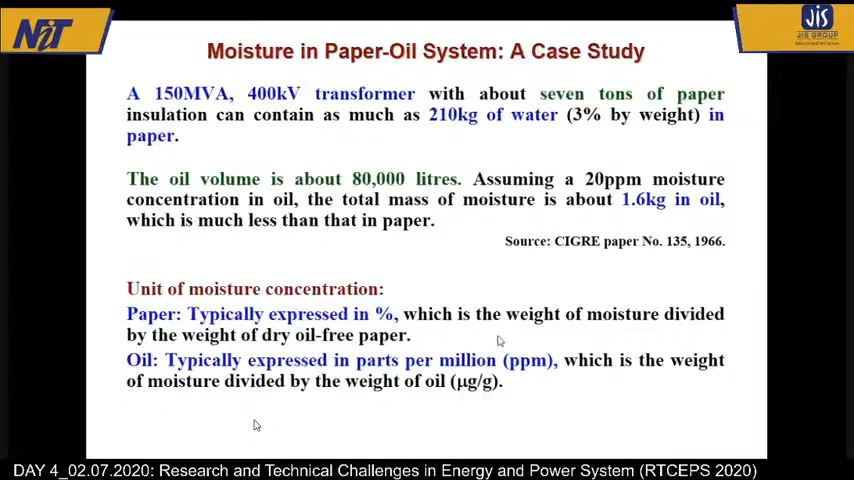 NiT
JIS
JIS GROUP
Educational Initiatives
Moisture in Paper-Oil System: A Case Study
A 150MVA, 400kV transformer with about seven tons of paper
insulation can contain as much as 210kg of water (3% by weight) in
paper.
The oil volume is about 80,000 litres. Assuming a 20ppm moisture
concentration in oil, the total mass of moisture is about 1.6kg in oil,
which is much less than that in paper.
Source: CIGRE paper No. 135, 1966.
Unit of moisture concentration:
Paper: Typically expressed in %, which is the weight of moisture divided
by the weight of dry oil-free paper.
Oil: Typically expressed in parts per million (ppm), which is the weight
of moisture divided by the weight of oil (μg/g).
DAY 4_02.07.2020: Research and Technical Challenges in Energy and Power System (RTCEPS 2020)